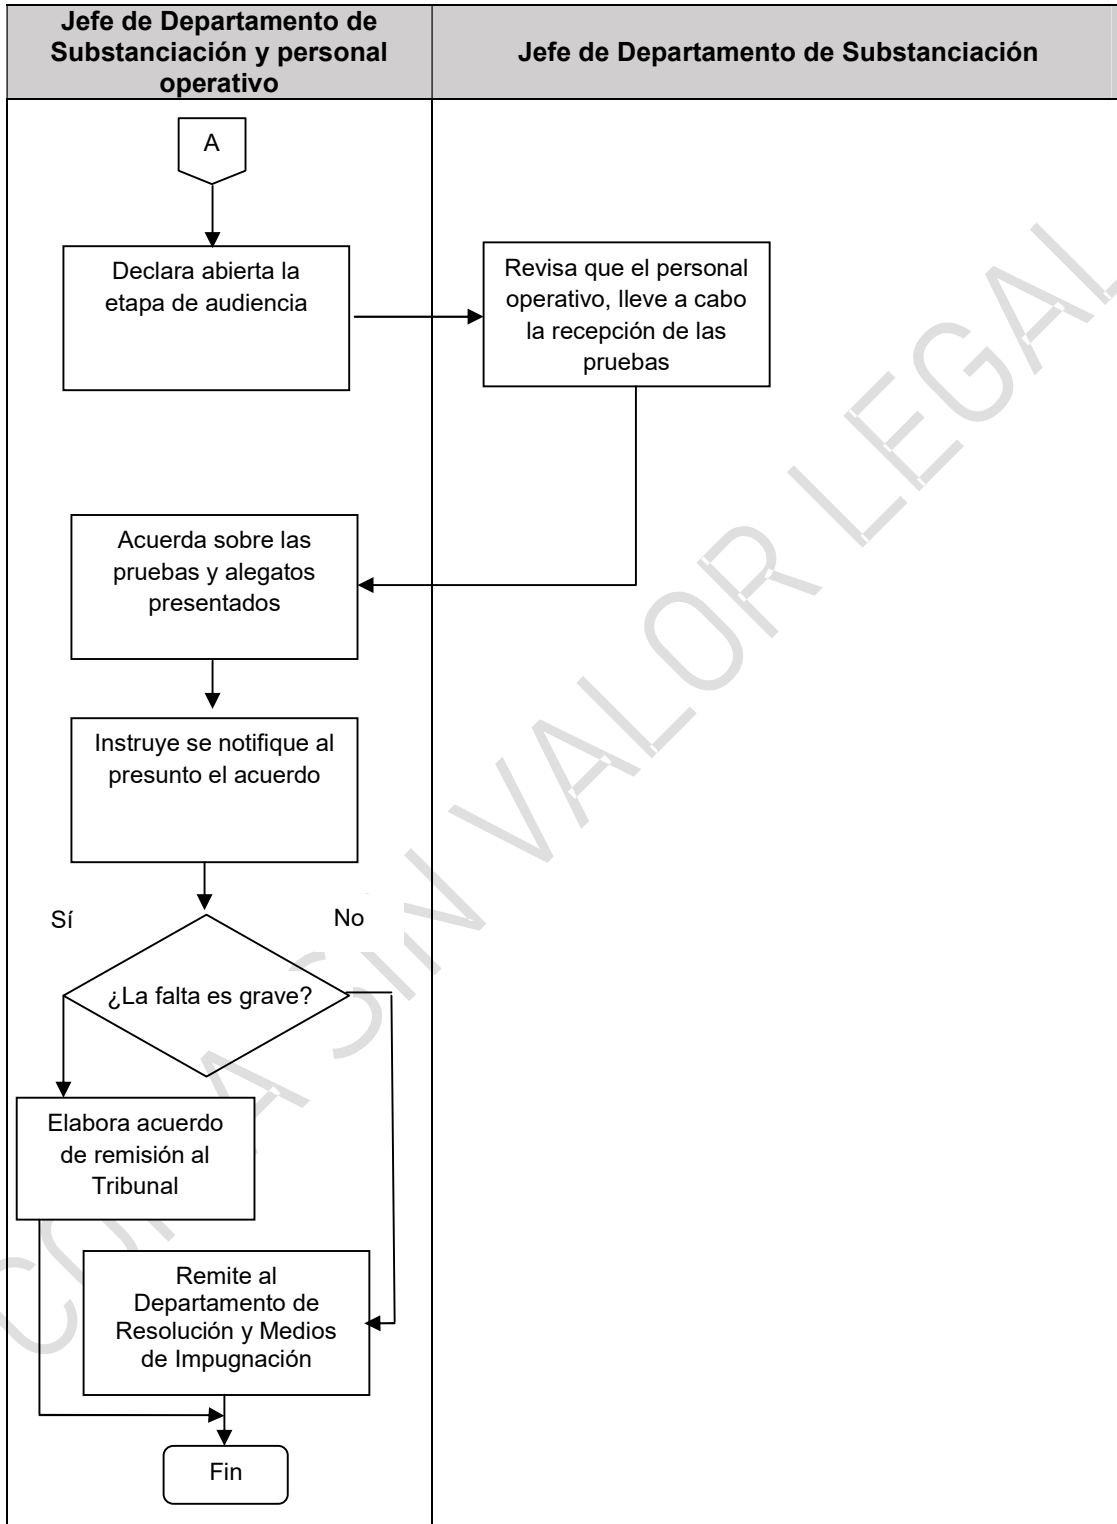 Jefe de Departamento de
Substanciación y personal
operativo
Jefe de Departamento de Substanciación
A
Declara abierta la
etapa de audiencia
Revisa que el personal
operativo, lleve a cabo
la recepción de las
pruebas
Acuerda sobre las
pruebas y alegatos
presentados
Instruye se notifique al
presunto el acuerdo
Sí
No
¿La falta es grave?
Elabora acuerdo
de remisión al
Tribunal
Remite al
Departamento de
Resolución y Medios
de Impugnación
Fin
COPIA SIN VALOR LEGAL